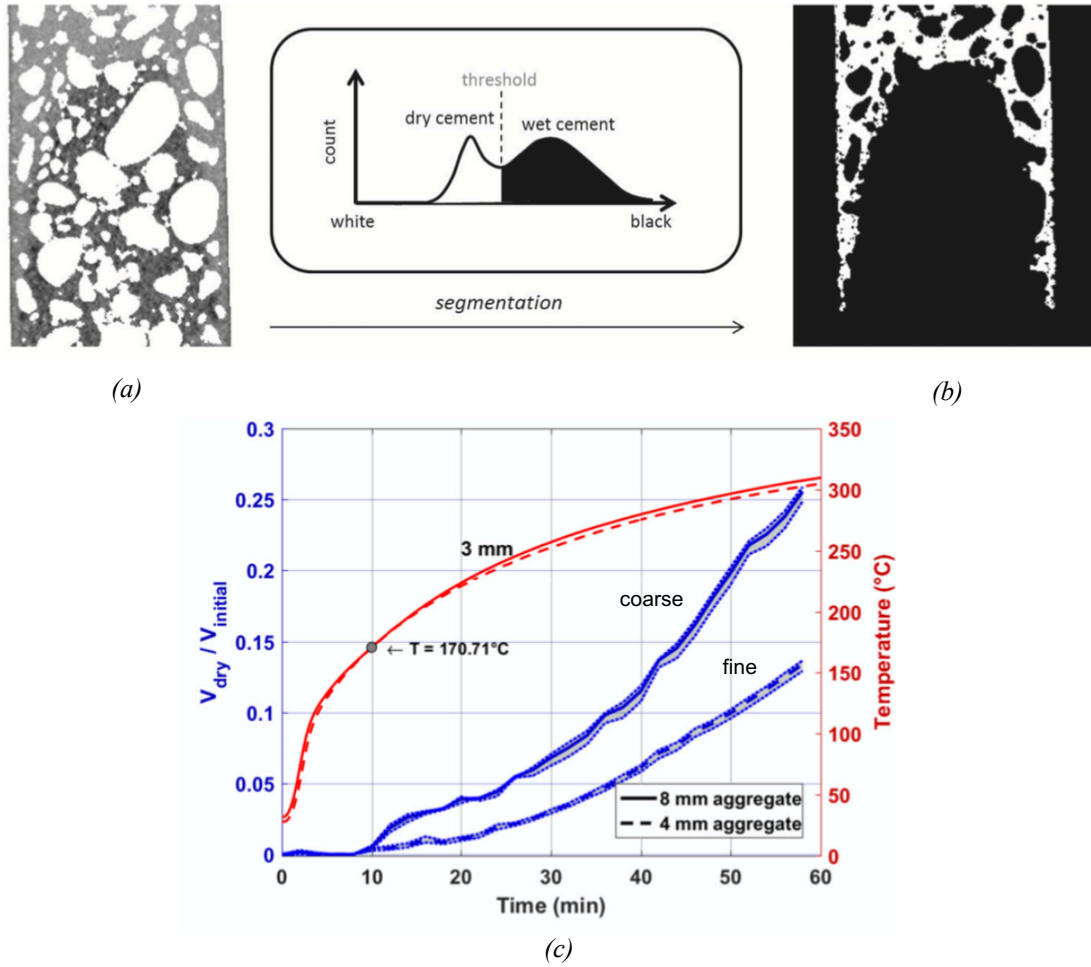 threshold
dry cement
wet cement
count
white
black
segmentation
(a)
(b)
0.3
0.25
0.2
0.15
0.1
0.05
0
V_dry / V_initial
350
300
250
200
150
100
50
0
Temperature (°C)
3 mm
coarse
← T = 170.71°C
fine
8 mm aggregate
4 mm aggregate
0 10 20 30 40 50 60
Time (min)
(c)